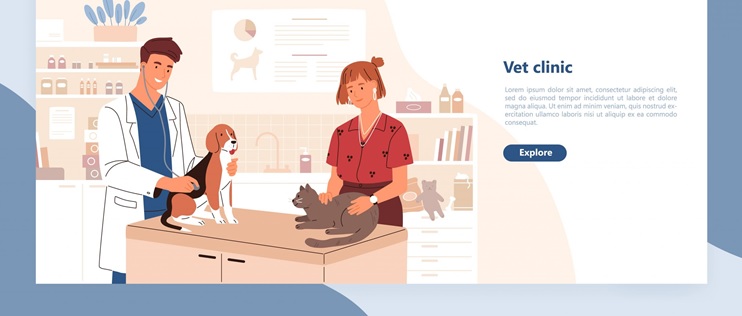 Vet clinic
Lorem ipsum dolor sit amet, consectetur adipiscing elit,
sed do eiusmod tempor incididunt ut labore et dolore
magna aliqua. Ut enim ad minim veniam, quis nostrud exercitation
ullamco laboris nisi ut aliquip ex ea commodo
consequat.
Explore